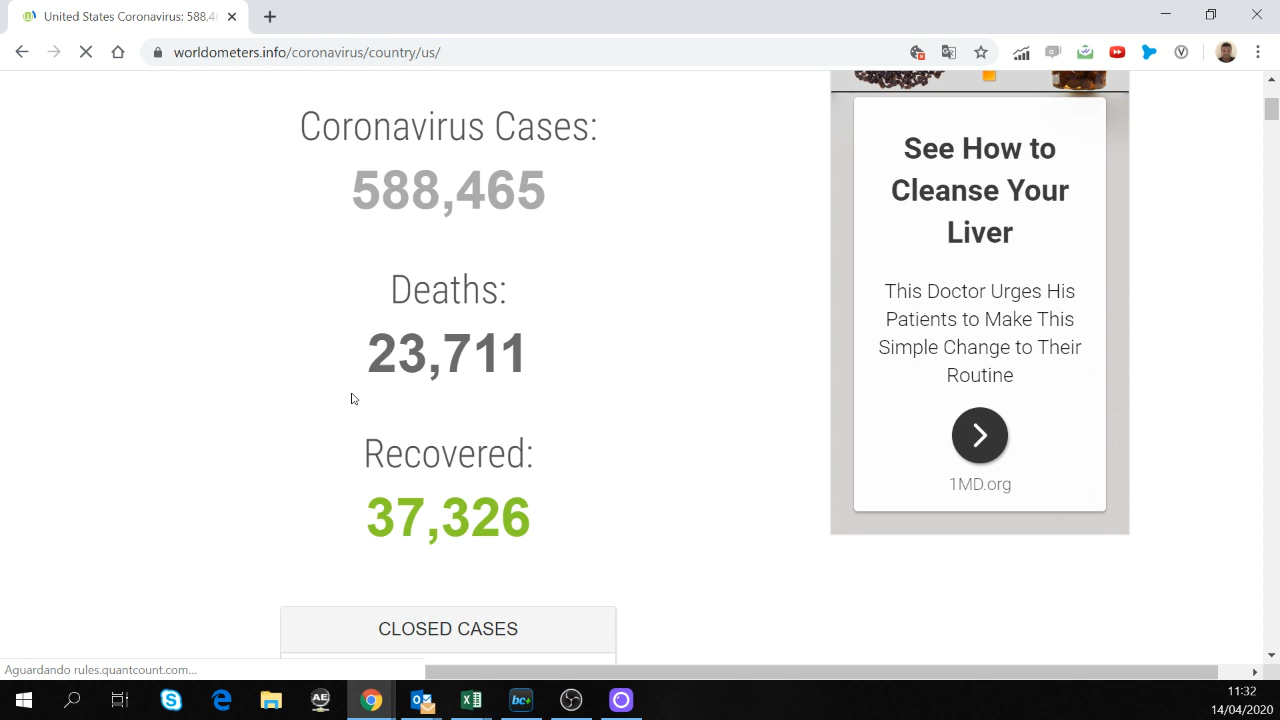 United States Coronavirus: 588,4
worldometers.info/coronavirus/country/us/
Coronavirus Cases:
588,465
Deaths:
23,711
Recovered:
37,326
CLOSED CASES
See How to
Cleanse Your
Liver
This Doctor Urges His
Patients to Make This
Simple Change to Their
Routine
1MD.org
Aguardando rules.quantcount.com...
AE
bc+
11:32
14/04/2020